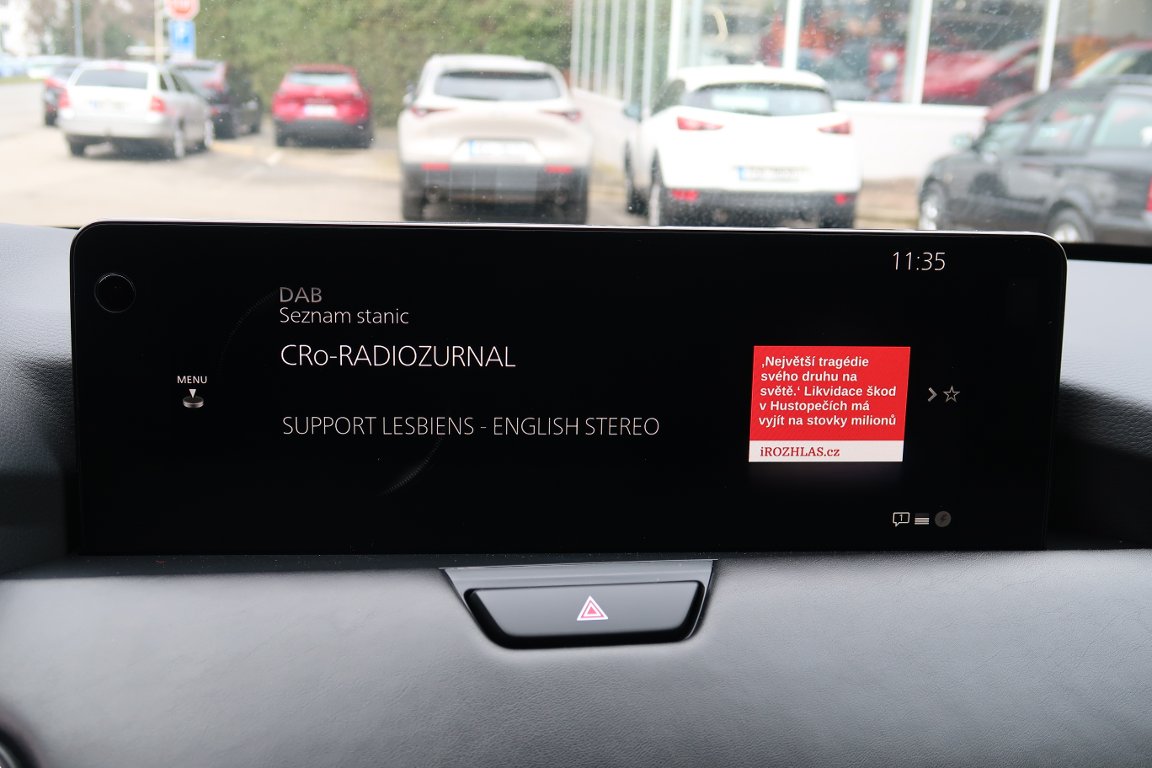 11:35
DAB
Seznam stanic
CRo-RADIOZURNAL
MENU
SUPPORT LESBIENS - ENGLISH STEREO
‚Největší tragédie
svého druhu na
světě.‘ Likvidace škod
v Hustopečích má
vyjít na stovky milionů
iROZHLAS.cz
1